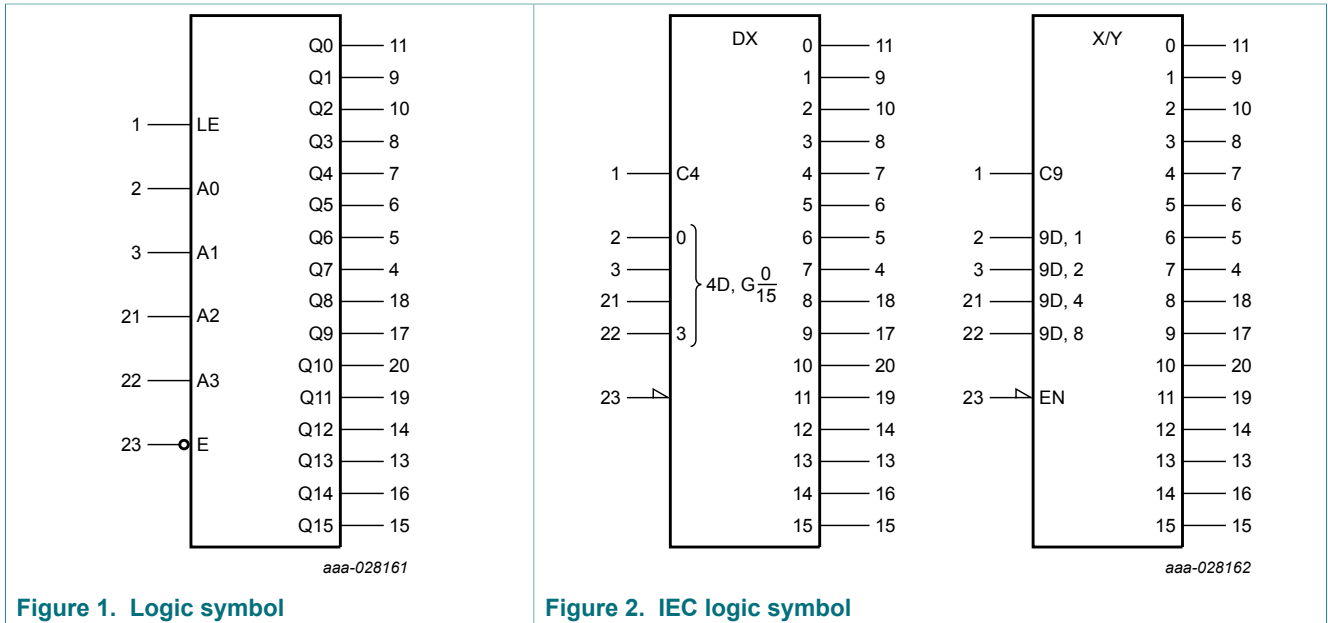 Q0 11
Q1 9
Q2 10
1 LE
Q3 8
Q4 7
2 A0
Q5 6
Q6 5
3 A1
Q7 4
Q8 18
21 A2
Q9 17
Q10 20
22 A3
Q11 19
Q12 14
23 E
Q13 13
Q14 16
Q15 15
aaa-028161
Figure 1. Logic symbol
DX
0 11
1 9
2 10
3 8
1 C4
4 7
5 6
2 0
6 5
3
7 4
4D, G 0
15
21
8 18
22 3
9 17
10 20
23
11 19
12 14
13 13
14 16
15 15
X/Y
0 11
1 9
2 10
3 8
1 C9
4 7
5 6
2 9D, 1
6 5
3 9D, 2
7 4
21 9D, 4
8 18
22 9D, 8
9 17
10 20
23 EN
11 19
12 14
13 13
14 16
15 15
aaa-028162
Figure 2. IEC logic symbol